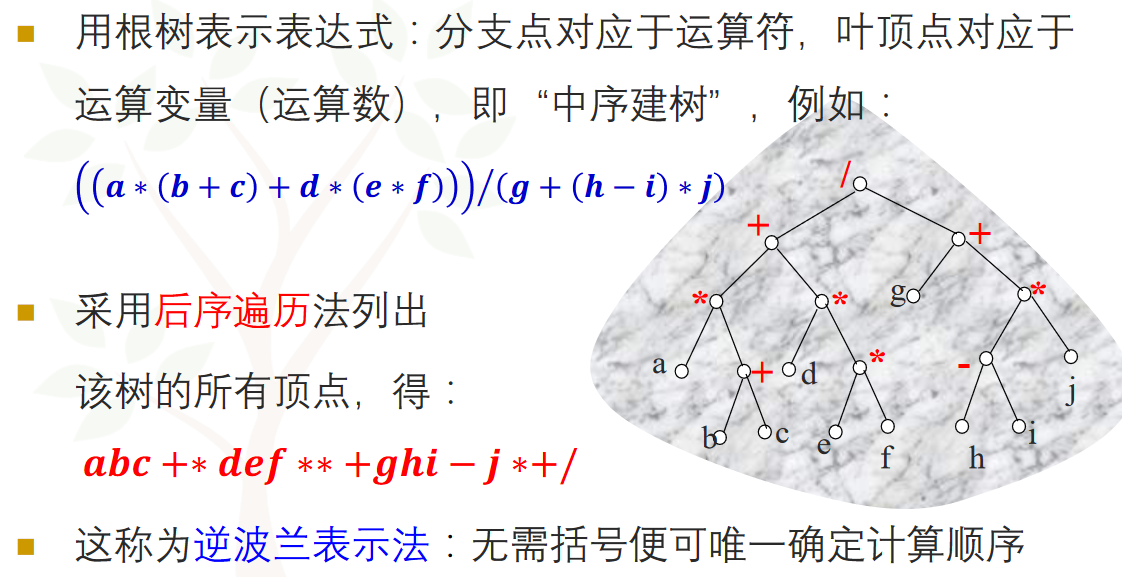 用根树表示表达式：分支点对应于运算符，叶顶点对应于
运算变量（运算数），即“中序建树”，例如：
((a ∗ (b + c) + d ∗ (e ∗ f)))/(g + (h − i) ∗ j)
采用后序遍历法列出
该树的所有顶点，得：
abc +∗ def ∗∗ +ghi − j ∗+/
这称为逆波兰表示法：无需括号便可唯一确定计算顺序
/
+ +
* * g *
a + d * - j
b c e f h i